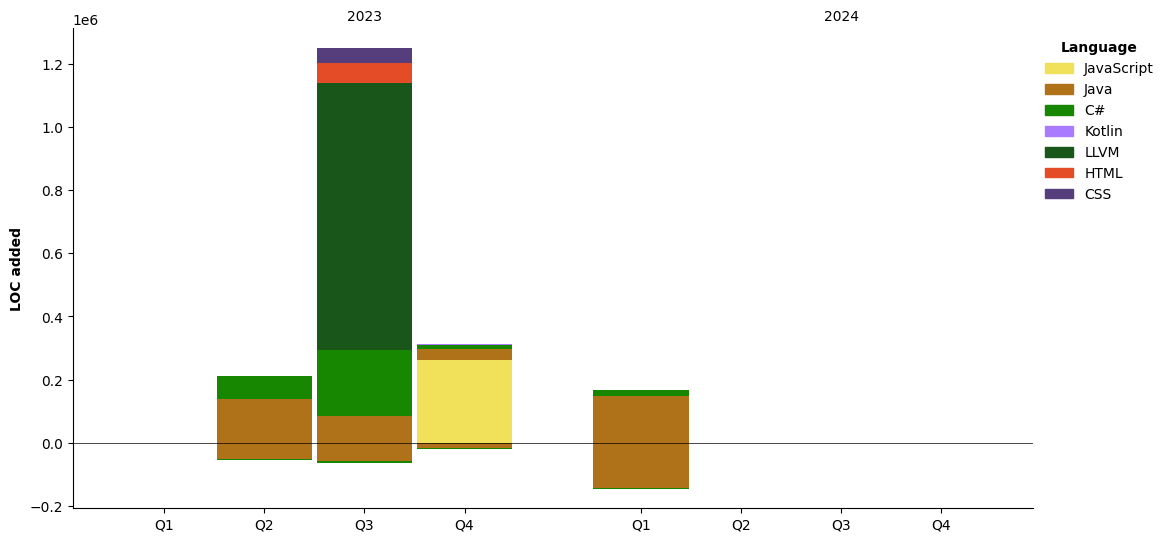 2023
2024
1e6
1.2
1.0
0.8
0.6
0.4
0.2
0.0
−0.2
LOC added
Q1
Q2
Q3
Q4
Q1
Q2
Q3
Q4
Language
JavaScript
Java
C#
Kotlin
LLVM
HTML
CSS